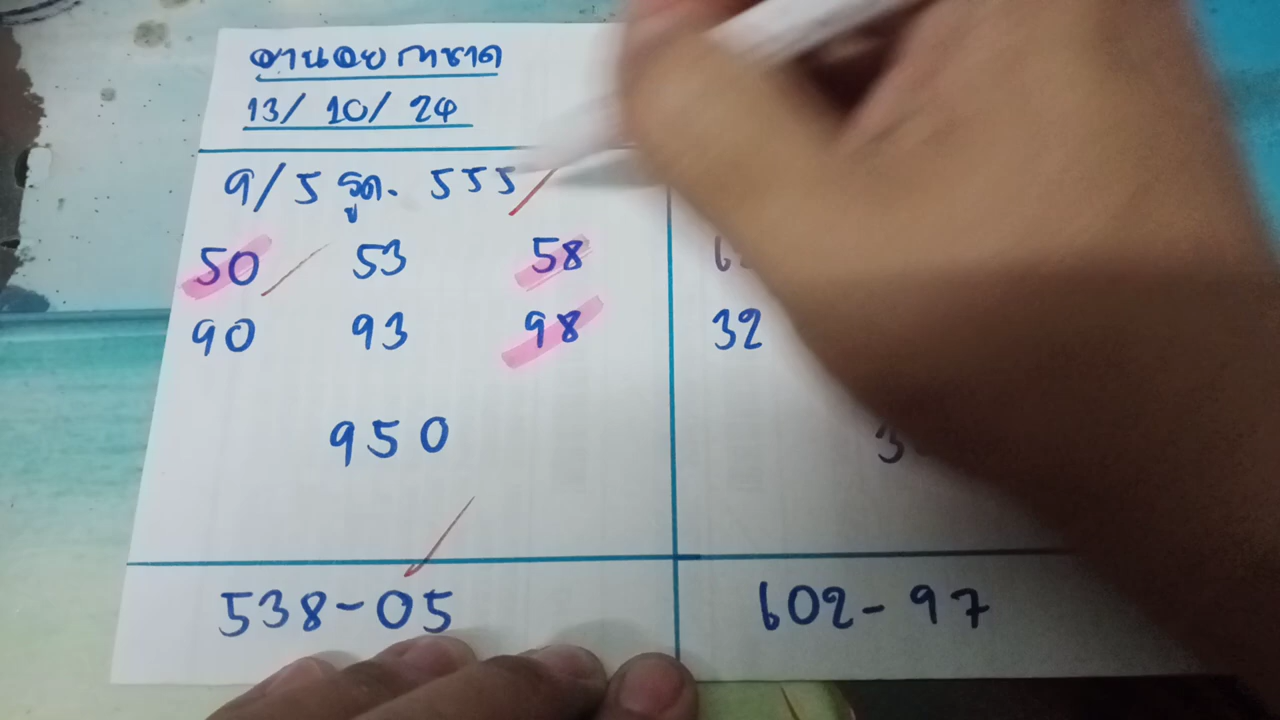 ฮานอย กาชาด
13/ 10/ 24
9/5 รูด. 555
50 53 58
90 93 98
32
950
538-05
602-97